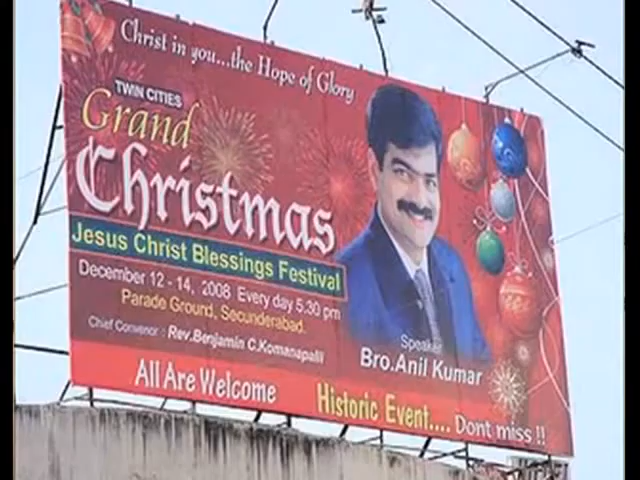 Christ in you...the Hope of Glory
TWIN CITIES
Grand
Christmas
Jesus Christ Blessings Festival
December 12 - 14, 2008 Every day 5.30 pm
Parade Ground, Secunderabad.
Chief Convenor : Rev.Benjamin C.Komanapalli
Speaker
Bro.Anil Kumar
All Are Welcome
Historic Event.... Dont miss !!